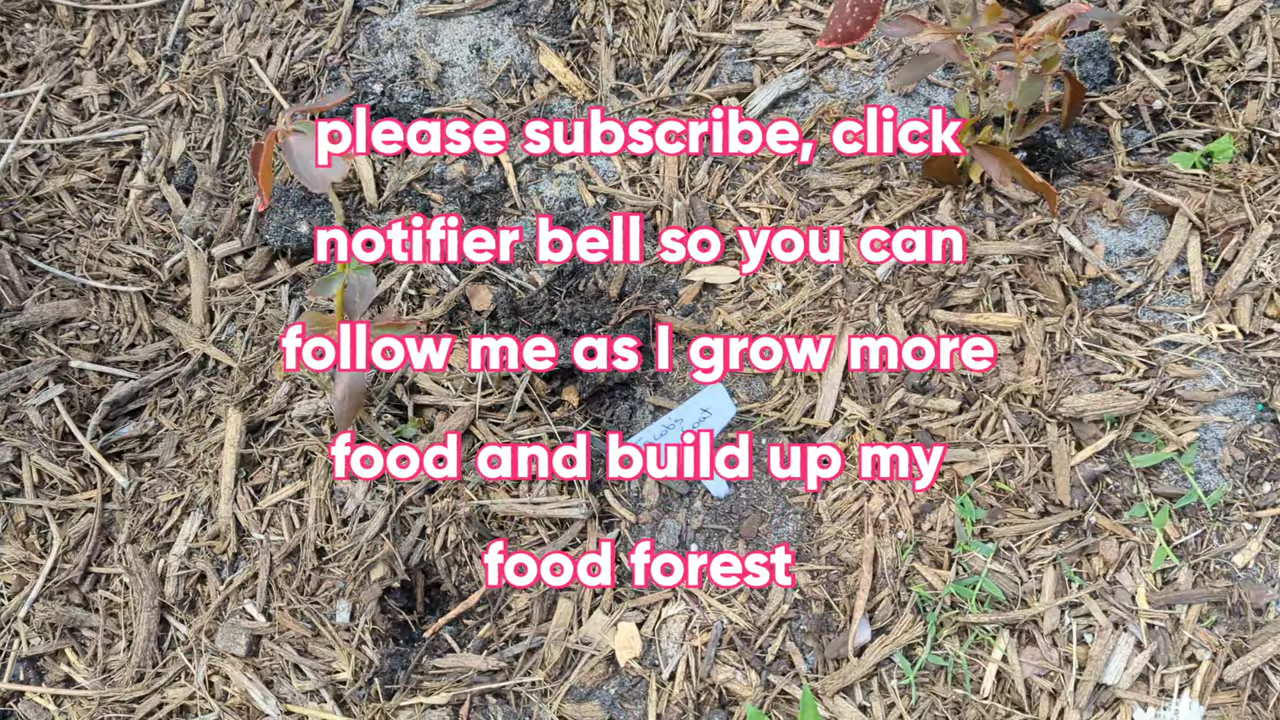 please subscribe, click
notifier bell so you can
follow me as I grow more
food and build up my
food forest